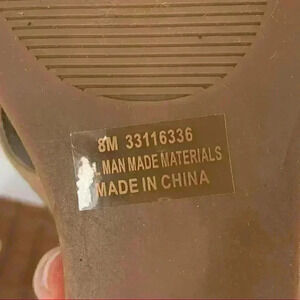 8M 33116336
L MAN MADE MATERIALS
MADE IN CHINA